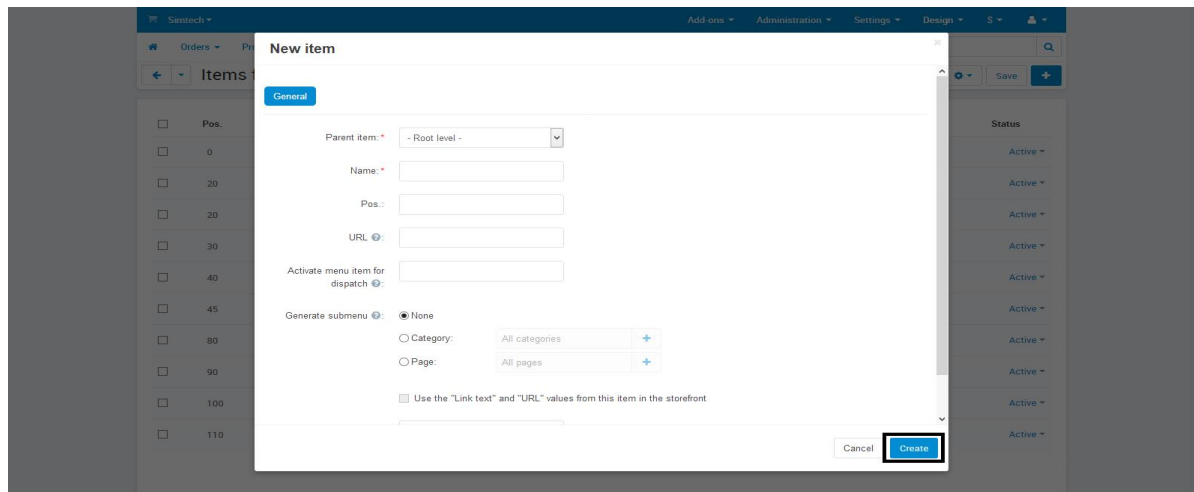 Simtech
Add-ons Administration Settings Design S
Orders Pr
New item
×
Items f
Save
General
Pos.
Status
Parent item: * - Root level -
0 Active
Name: *
20 Active
Pos.:
20 Active
URL ?:
30 Active
Activate menu item for
dispatch ?:
40 Active
45 Active
Generate submenu ?: None
Category: All categories +
80 Active
Page: All pages +
90 Active
Use the "Link text" and "URL" values from this item in the storefront
100 Active
110 Active
Cancel Create